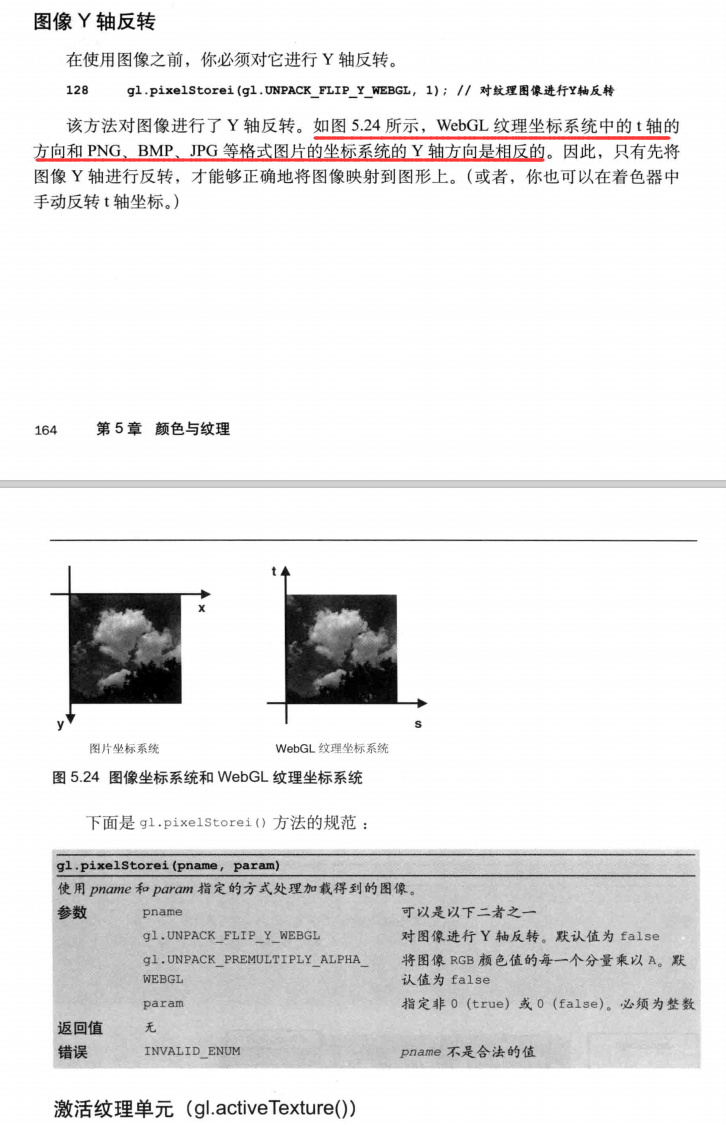 图像 Y 轴反转
在使用图像之前，你必须对它进行 Y 轴反转。
128 gl.pixelStorei(gl.UNPACK_FLIP_Y_WEBGL, 1); // 对纹理图像进行Y轴反转
该方法对图像进行了 Y 轴反转。如图 5.24 所示，WebGL 纹理坐标系统中的 t 轴的
方向和 PNG、BMP、JPG 等格式图片的坐标系统的 Y 轴方向是相反的。因此，只有先将
图像 Y 轴进行反转，才能够正确地将图像映射到图形上。（或者，你也可以在着色器中
手动反转 t 轴坐标。）
164 第 5 章 颜色与纹理
t
x
y
s
图片坐标系统 WebGL 纹理坐标系统
图 5.24 图像坐标系统和 WebGL 纹理坐标系统
下面是 gl.pixelStorei() 方法的规范：
gl.pixelStorei(pname, param)
使用 pname 和 param 指定的方式处理加载得到的图像。
参数 pname 可以是以下二者之一
gl.UNPACK_FLIP_Y_WEBGL 对图像进行 Y 轴反转。默认值为 false
gl.UNPACK_PREMULTIPLY_ALPHA_ 将图像 RGB 颜色值的每一个分量乘以 A。默
WEBGL 认值为 false
param 指定非 0 (true) 或 0 (false)。必须为整数
返回值 无
错误 INVALID_ENUM pname 不是合法的值
激活纹理单元（gl.activeTexture()）